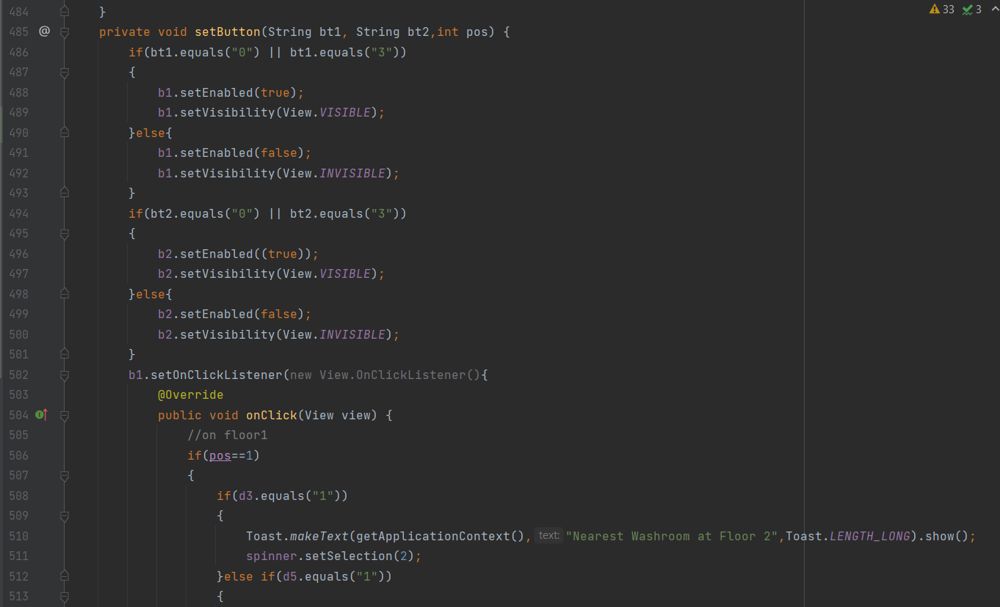 33 3
484 }
485 @ private void setButton(String bt1, String bt2,int pos) {
486 if(bt1.equals("0") || bt1.equals("3"))
487 {
488 b1.setEnabled(true);
489 b1.setVisibility(View.VISIBLE);
490 }else{
491 b1.setEnabled(false);
492 b1.setVisibility(View.INVISIBLE);
493 }
494 if(bt2.equals("0") || bt2.equals("3"))
495 {
496 b2.setEnabled((true));
497 b2.setVisibility(View.VISIBLE);
498 }else{
499 b2.setEnabled(false);
500 b2.setVisibility(View.INVISIBLE);
501 }
502 b1.setOnClickListener(new View.OnClickListener(){
503 @Override
504 public void onClick(View view) {
505 //on floor1
506 if(pos==1)
507 {
508 if(d3.equals("1"))
509 {
510 Toast.makeText(getApplicationContext(), text: "Nearest Washroom at Floor 2",Toast.LENGTH_LONG).show();
511 spinner.setSelection(2);
512 }else if(d5.equals("1"))
513 {